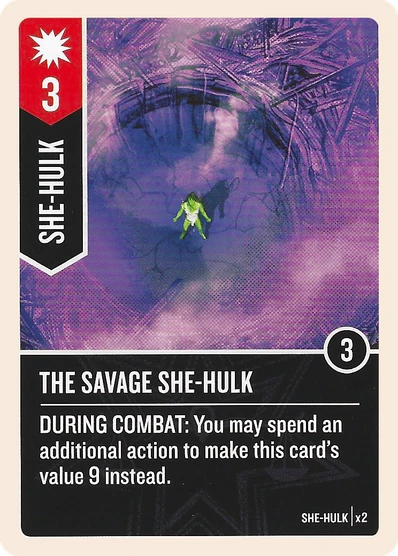 3
SHE-HULK
3
THE SAVAGE SHE-HULK
DURING COMBAT: You may spend an
additional action to make this card's
value 9 instead.
SHE-HULK | x2